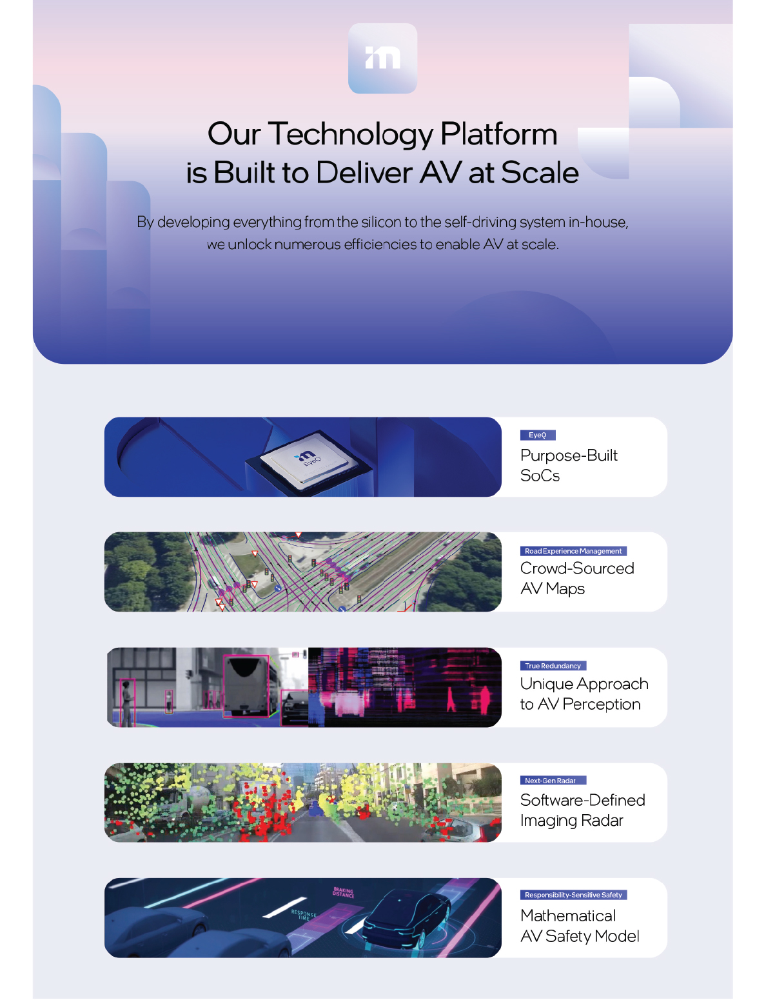 Our Technology Platform
is Built to Deliver AV at Scale
By developing everything from the silicon to the self-driving system in-house,
we unlock numerous efficiencies to enable AV at scale.
EyeQ
EyeQ
Purpose-Built
SoCs
Road Experience Management
Crowd-Sourced
AV Maps
True Redundancy
Unique Approach
to AV Perception
Next-Gen Radar
Software-Defined
Imaging Radar
BRAKING
DISTANCE
RESPONSE
TIME
Responsibility-Sensitive Safety
Mathematical
AV Safety Model